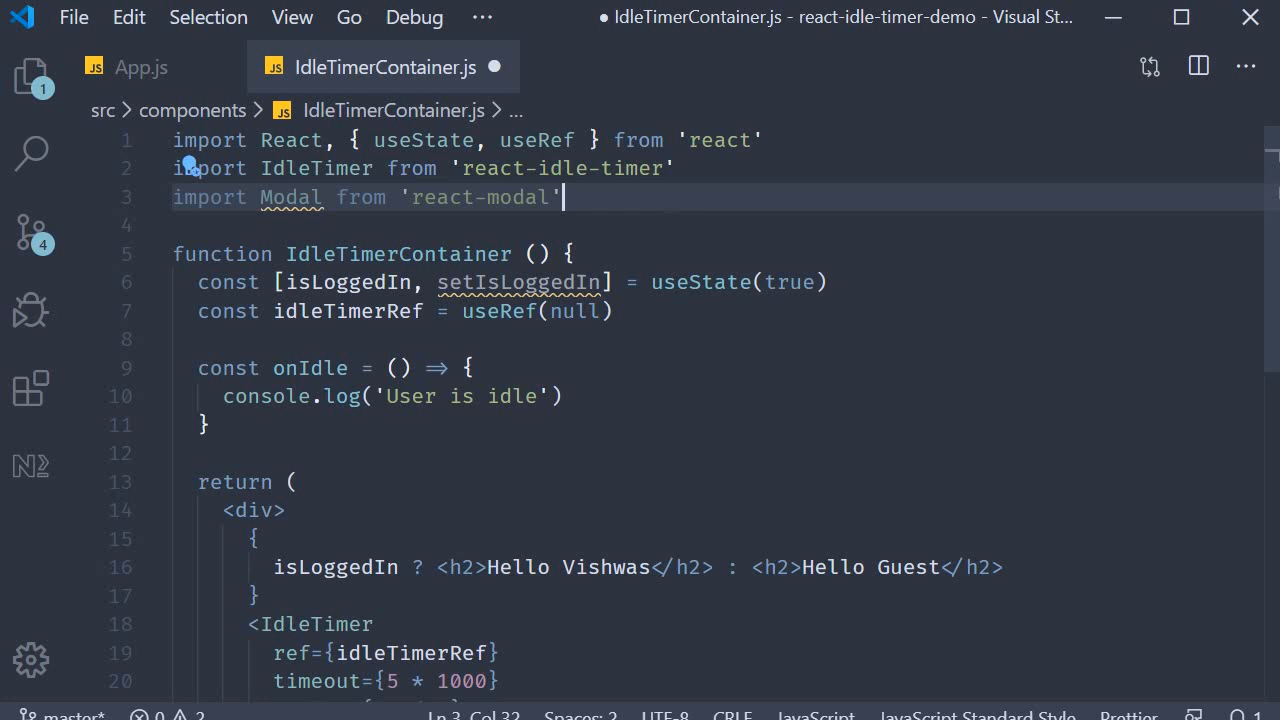 File Edit Selection View Go Debug ··· ● IdleTimerContainer.js - react-idle-timer-demo - Visual St...
JS App.js JS IdleTimerContainer.js
1
src > components > JS IdleTimerContainer.js > ...
1 import React, { useState, useRef } from 'react'
2 import IdleTimer from 'react-idle-timer'
3 import Modal from 'react-modal'
4
4
5 function IdleTimerContainer () {
6 const [isLoggedIn, setIsLoggedIn] = useState(true)
7 const idleTimerRef = useRef(null)
8
9 const onIdle = () => {
10 console.log('User is idle')
11 }
12
13 return (
14 <div>
15 {
16 isLoggedIn ? <h2>Hello Vishwas</h2> : <h2>Hello Guest</h2>
17 }
18 <IdleTimer
19 ref={idleTimerRef}
20 timeout={5 * 1000}
master* 0 2 Ln 3, Col 32 Spaces: 2 UTF-8 CRLF JavaScript JavaScript Standard Style Prettier 1